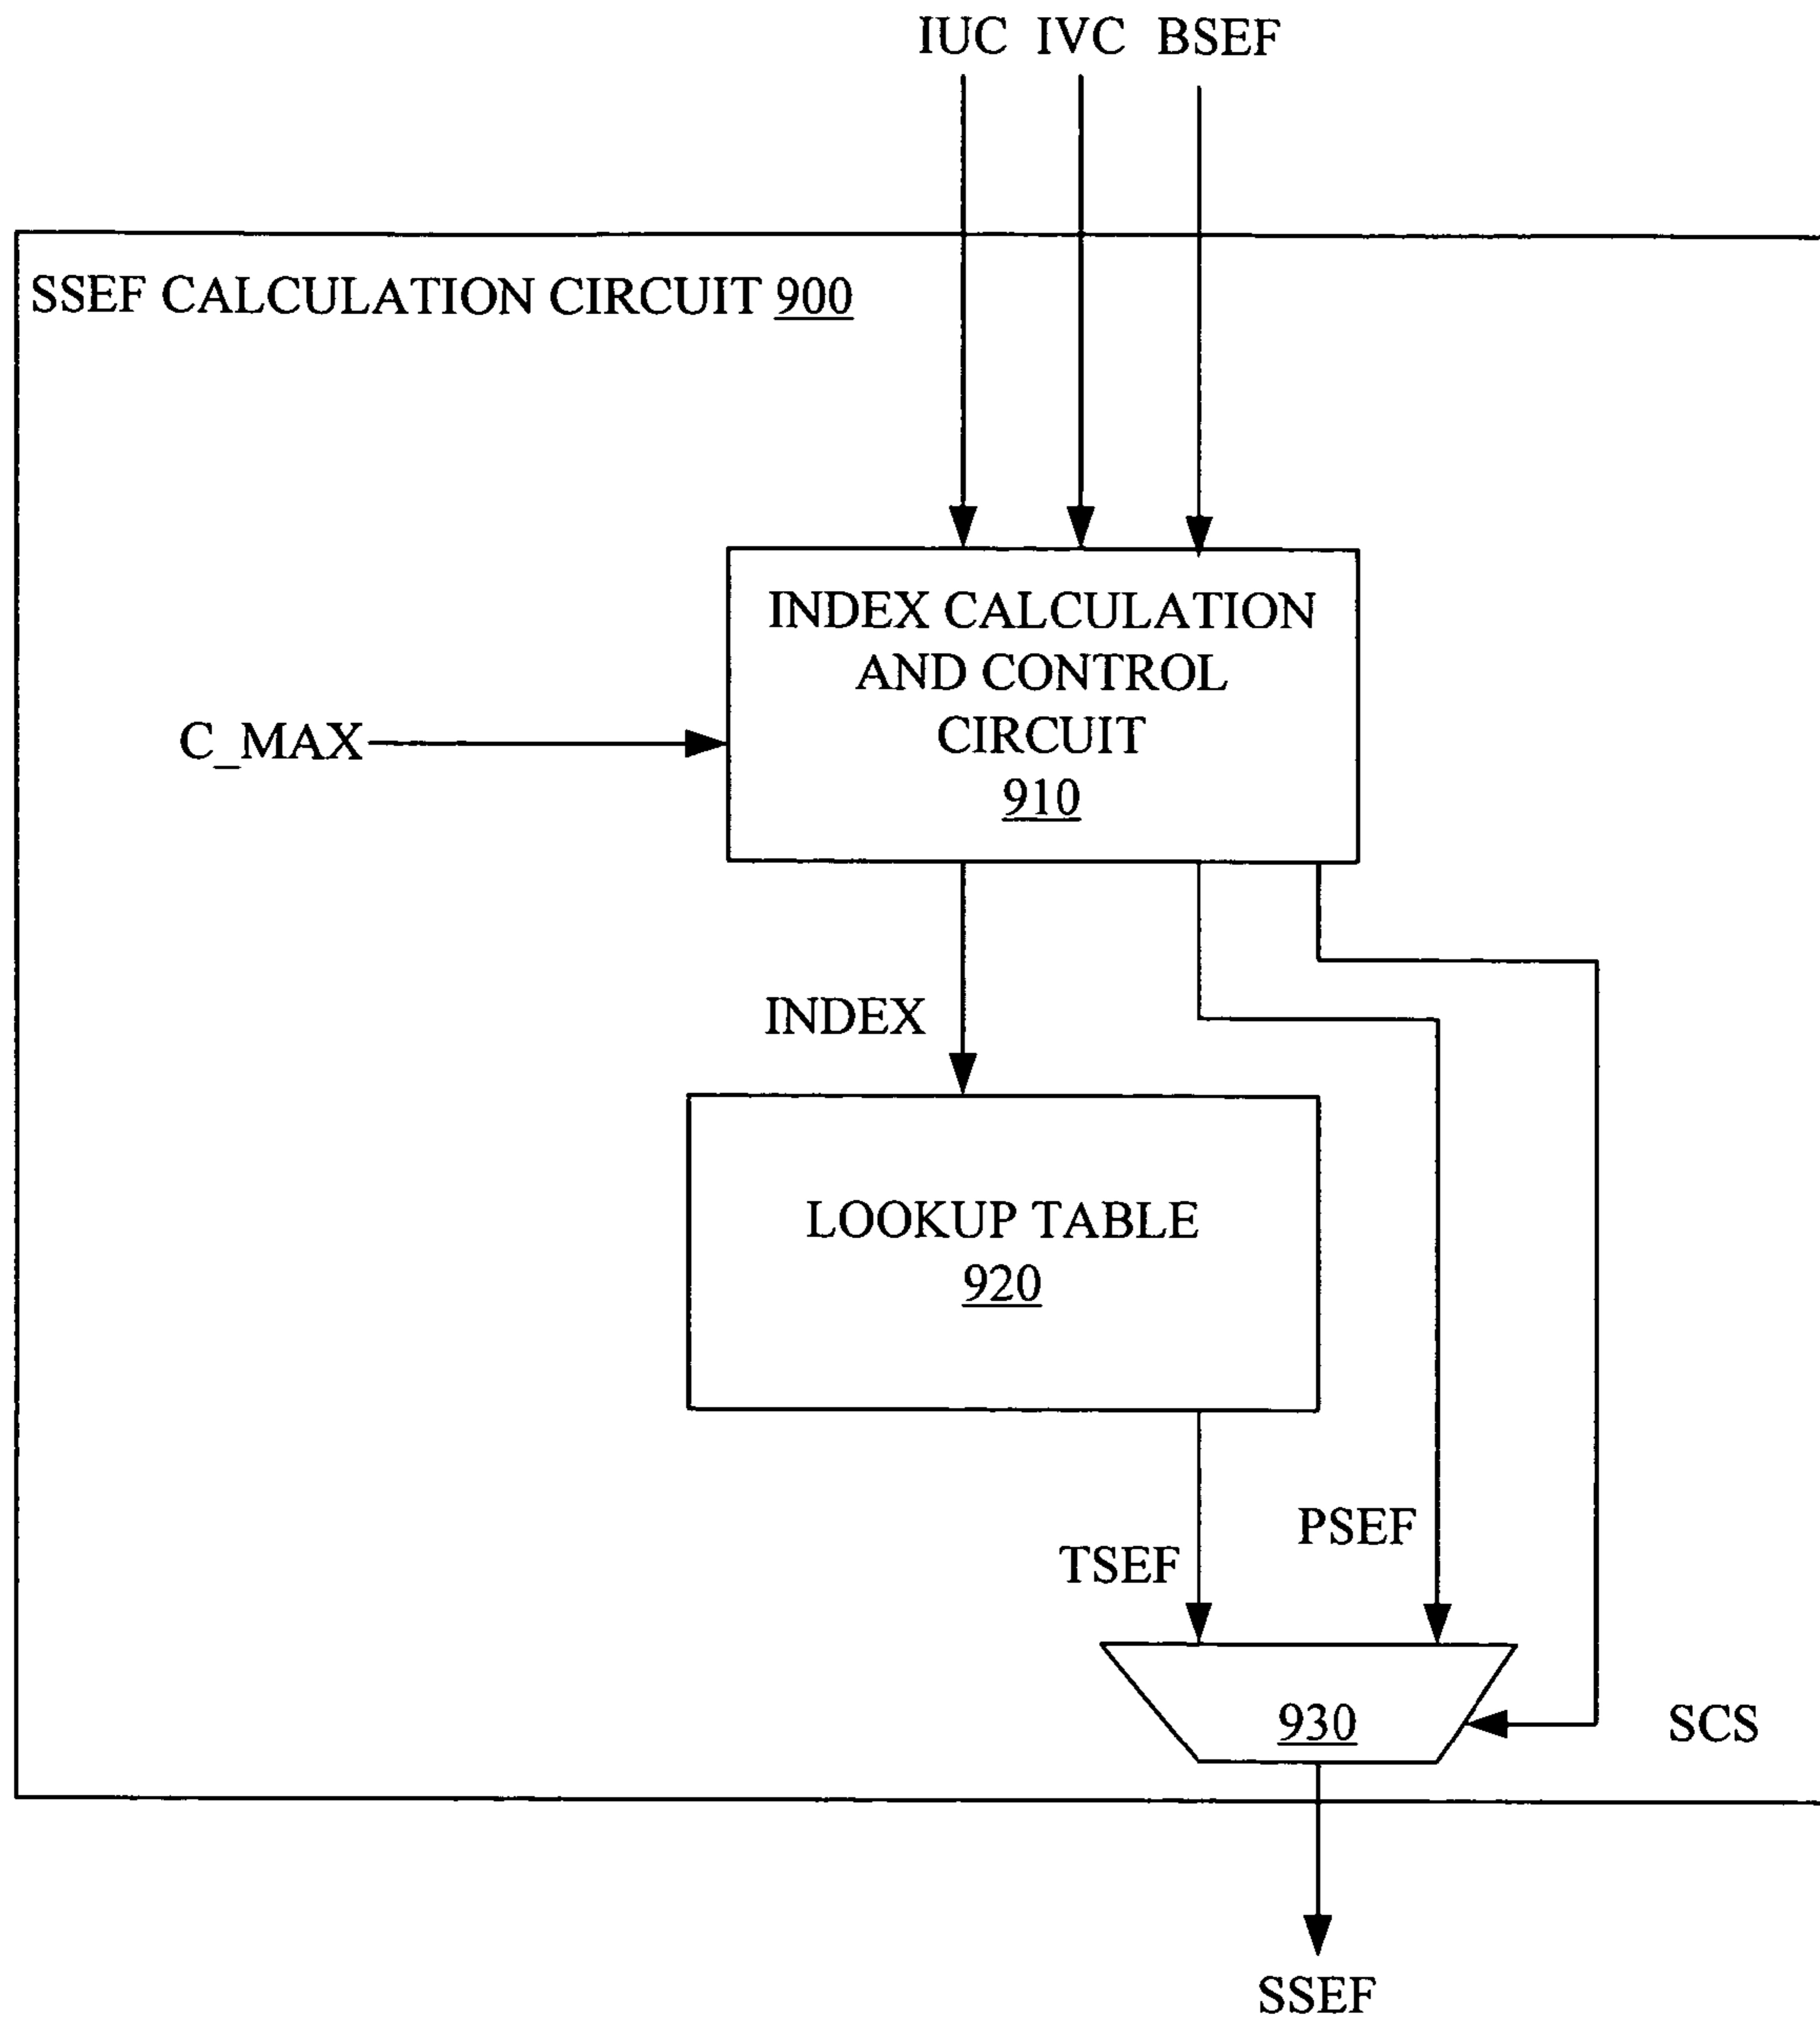 IUC IVC BSEF
SSEF CALCULATION CIRCUIT 900
INDEX CALCULATION
AND CONTROL
CIRCUIT
910
C_MAX
INDEX
LOOKUP TABLE
920
PSEF
TSEF
930
SCS
SSEF